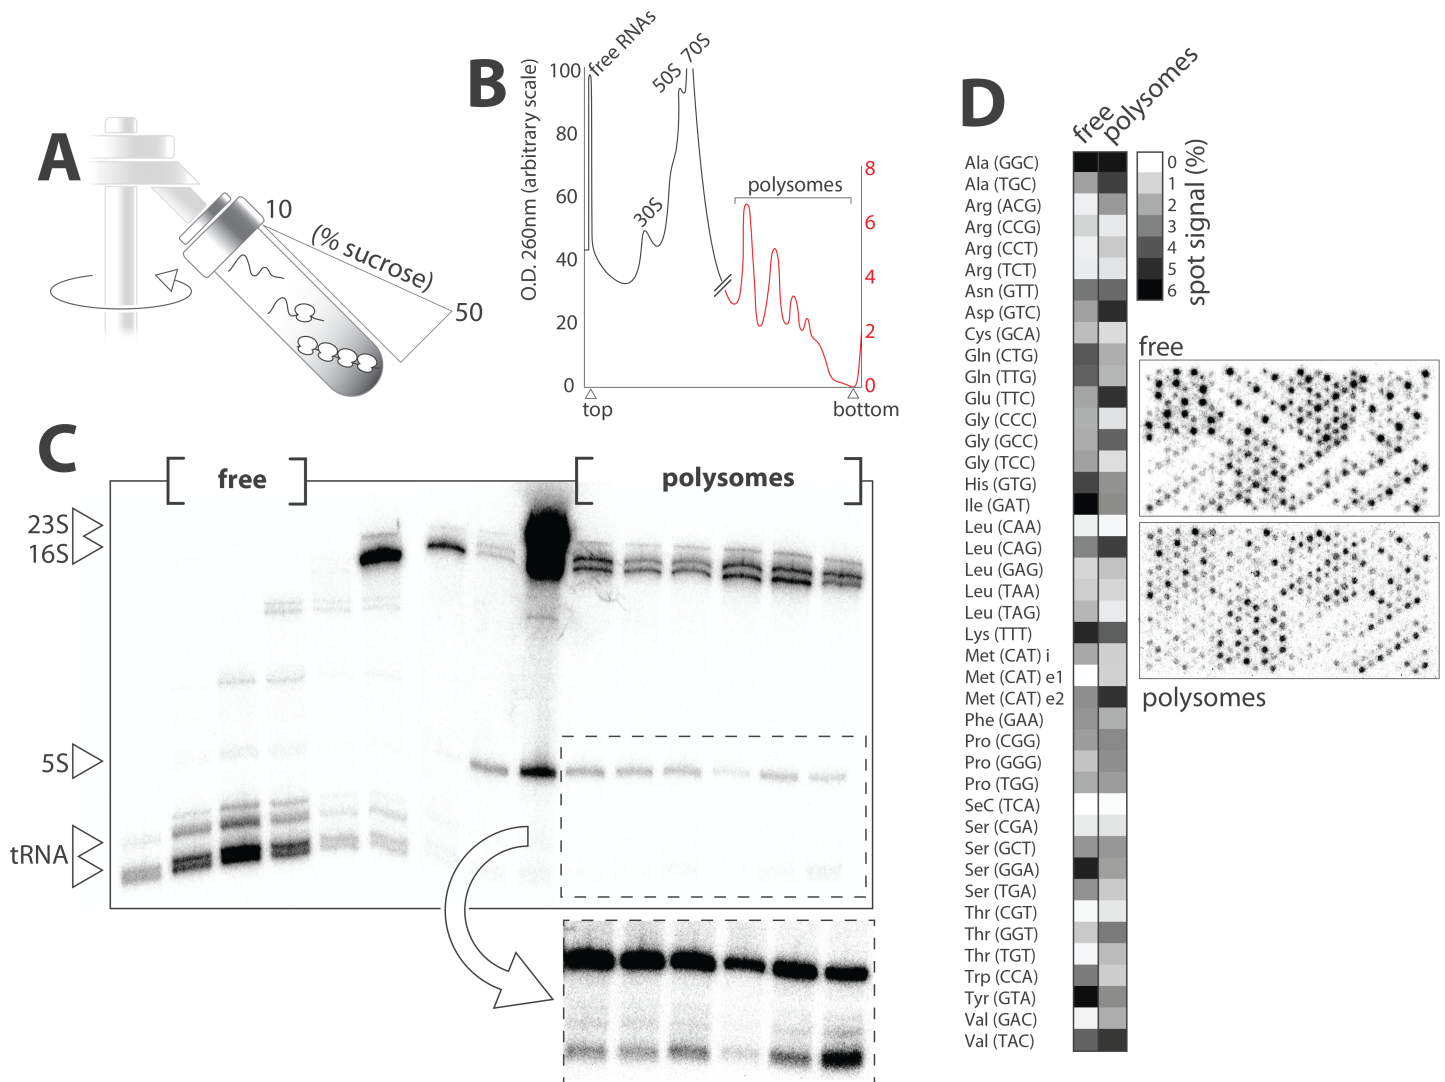 A
10
(% sucrose)
50
B
O.D. 260nm (arbitrary scale)
100
80
60
40
20
0
free RNAs
30S
50S
70S
polysomes
8
6
4
2
0
top
bottom
C
free
polysomes
23S
16S
5S
tRNA
D
free
polysomes
Ala (GGC)
Ala (TGC)
Arg (ACG)
Arg (CCG)
Arg (CCT)
Arg (TCT)
Asn (GTT)
Asp (GTC)
Cys (GCA)
Gln (CTG)
Gln (TTG)
Glu (TTC)
Gly (CCC)
Gly (GCC)
Gly (TCC)
His (GTG)
Ile (GAT)
Leu (CAA)
Leu (CAG)
Leu (GAG)
Leu (TAA)
Leu (TAG)
Lys (TTT)
Met (CAT) i
Met (CAT) e1
Met (CAT) e2
Phe (GAA)
Pro (CGG)
Pro (GGG)
Pro (TGG)
SeC (TCA)
Ser (CGA)
Ser (GCT)
Ser (GGA)
Ser (TGA)
Thr (CGT)
Thr (GGT)
Thr (TGT)
Trp (CCA)
Tyr (GTA)
Val (GAC)
Val (TAC)
0
1
2
3
4
5
6
spot signal (%)
free
polysomes